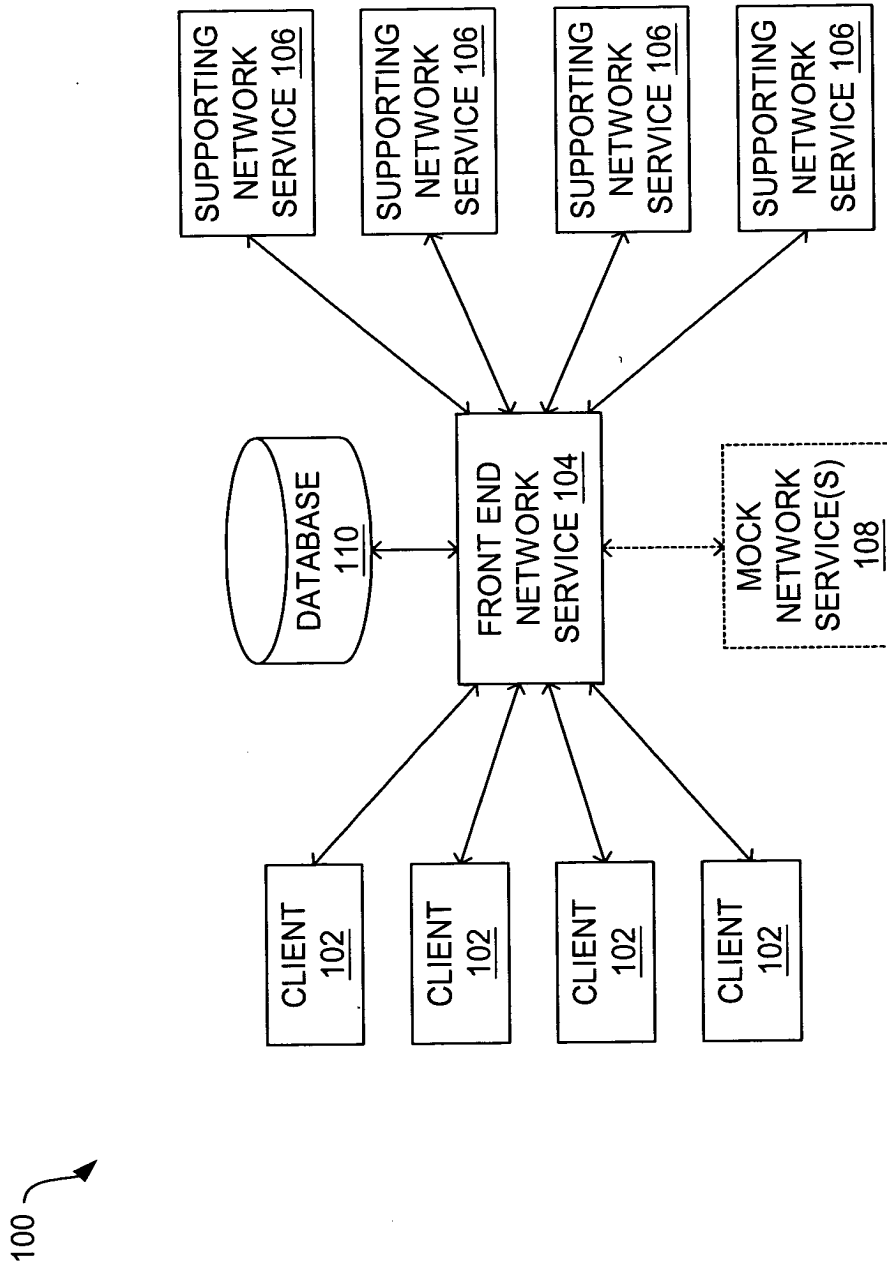 100
CLIENT
102
CLIENT
102
CLIENT
102
CLIENT
102
DATABASE
110
FRONT END
NETWORK
SERVICE 104
MOCK
NETWORK
SERVICE(S)
108
SUPPORTING
NETWORK
SERVICE 106
SUPPORTING
NETWORK
SERVICE 106
SUPPORTING
NETWORK
SERVICE 106
SUPPORTING
NETWORK
SERVICE 106